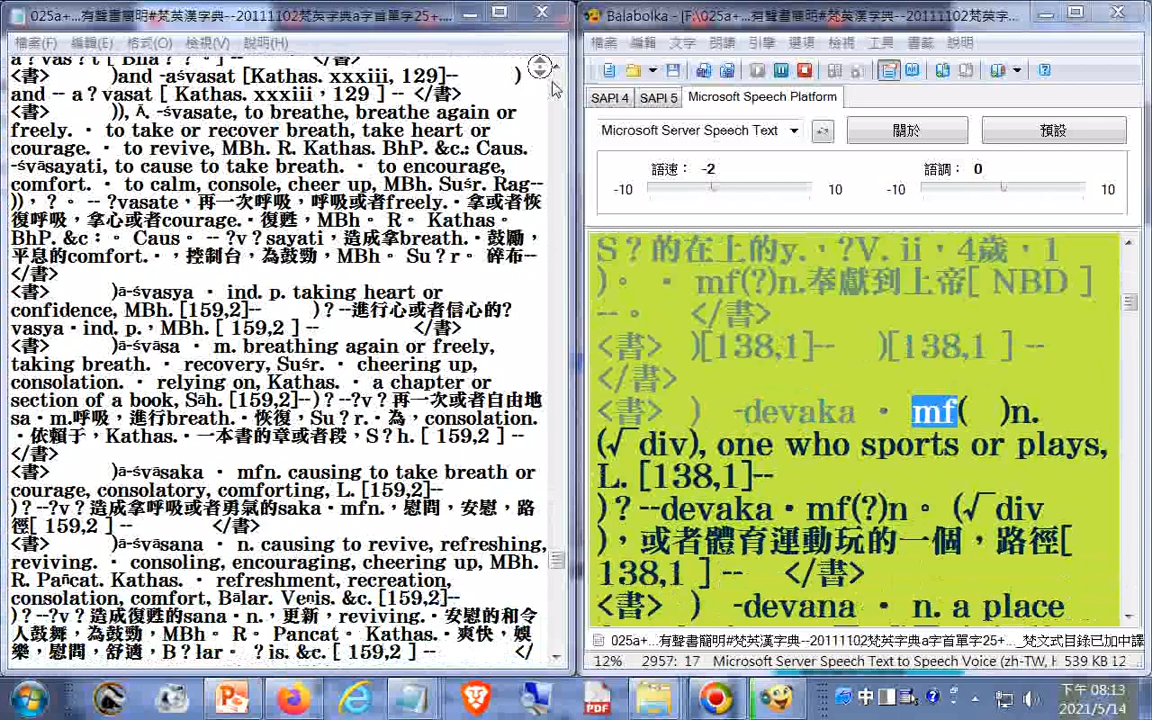 有聲書簡明#梵英漢字典--20111102梵英字典a字首單字25+...
檔案(F) 編輯(E) 格式(O) 檢視(V) 說明(H)
《書》 )and -aśvasat [Kathas. xxxiii, 129]-- )
and -- a？vasat [ Kathas. xxxiii，129 ] -- </書》
《書》 )), Ā. -śvasate, to breathe, breathe again or
freely. • to take or recover breath, take heart or
courage. • to revive, MBh. R. Kathas. BhP. &c.: Caus.
-śvāsayati, to cause to take breath. • to encourage,
comfort. • to calm, console, cheer up, MBh. Suśr. Rag--
))，？。 -- ?vasate，再一次呼吸，呼吸或者freely.•拿或者恢
復呼吸，拿心或者courage.•復甦，MBh。 R。 Kathas。
BhP. &c：。 Caus。 -- ?v？sayati，造成拿breath.•鼓勵，
平息的comfort.•，控制台，為鼓勁，MBh。 Su？r。 碎布--
</書》
《書》 )ā-śvasya • ind. p. taking heart or
confidence, MBh. [159,2]-- )？--進行心或者信心的?
vasya•ind. p.，MBh. [ 159,2 ] -- </書》
《書》 )ā-śvāsa • m. breathing again or freely,
taking breath. • recovery, Suśr. • cheering up,
consolation. • relying on, Kathas. • a chapter or
section of a book, Sāh. [159,2]--)？--?v？再一次或者自由地
sa•m.呼吸，進行breath.•恢復，Su？r.•為，consolation.
•依賴于，Kathas.•一本書的章或者段，S？h. [ 159,2 ] --
</書》
《書》 )ā-śvāsaka • mfn. causing to take breath or
courage, consolatory, comforting, L. [159,2]--
)？--?v？造成拿呼吸或者勇氣的saka•mfn.，慰問，安慰，路
徑[ 159,2 ] -- </書》
《書》 )ā-śvāsana • n. causing to revive, refreshing,
reviving. • consoling, encouraging, cheering up, MBh.
R. Pañcat. Kathas. • refreshment, recreation,
consolation, comfort, Bālar. Veṇis. &c. [159,2]--
)？--?v？造成復甦的sana•n.，更新，reviving.•安慰的和令
人鼓舞，為鼓勁，MBh。 R。 Pancat。 Kathas。•爽快，娛
樂，慰問，舒適，B？lar。 ？is. &c. [ 159,2 ] -- </
Balabolka - [F:\025a+...有聲書簡明#梵英漢字典--20111102梵英字...
檔案 編輯 文字 朗讀 引擎 選項 檢視 工具 書籤 說明
SAPI 4 SAPI 5 Microsoft Speech Platform
Microsoft Server Speech Text 關於 預設
語速： -2 語調： 0
-10 10 -10 10
S？的在上的y.，?V. ii，4歲，1
)。 • mf(?)n.奉獻到上帝[ NBD ]
--。 </書》
《書》 )[138,1]-- )[138,1 ] --
</書》
《書》 ) -devaka • mf( )n.
(√div), one who sports or plays,
L. [138,1]--
)？--devaka•mf(?)n。 (√div
)，或者體育運動玩的一個，路徑[
138,1 ] -- </書》
《書》 ) -devana • n. a place
025a+...有聲書簡明#梵英漢字典--20111102梵英字典a字首單字25+..._梵文式目錄已加中譯
12% 2957: 17 Microsoft Server Speech Text to Speech Voice (zh-TW, H 539 KB 12
PDF 中 下午 08:13
2021/5/14